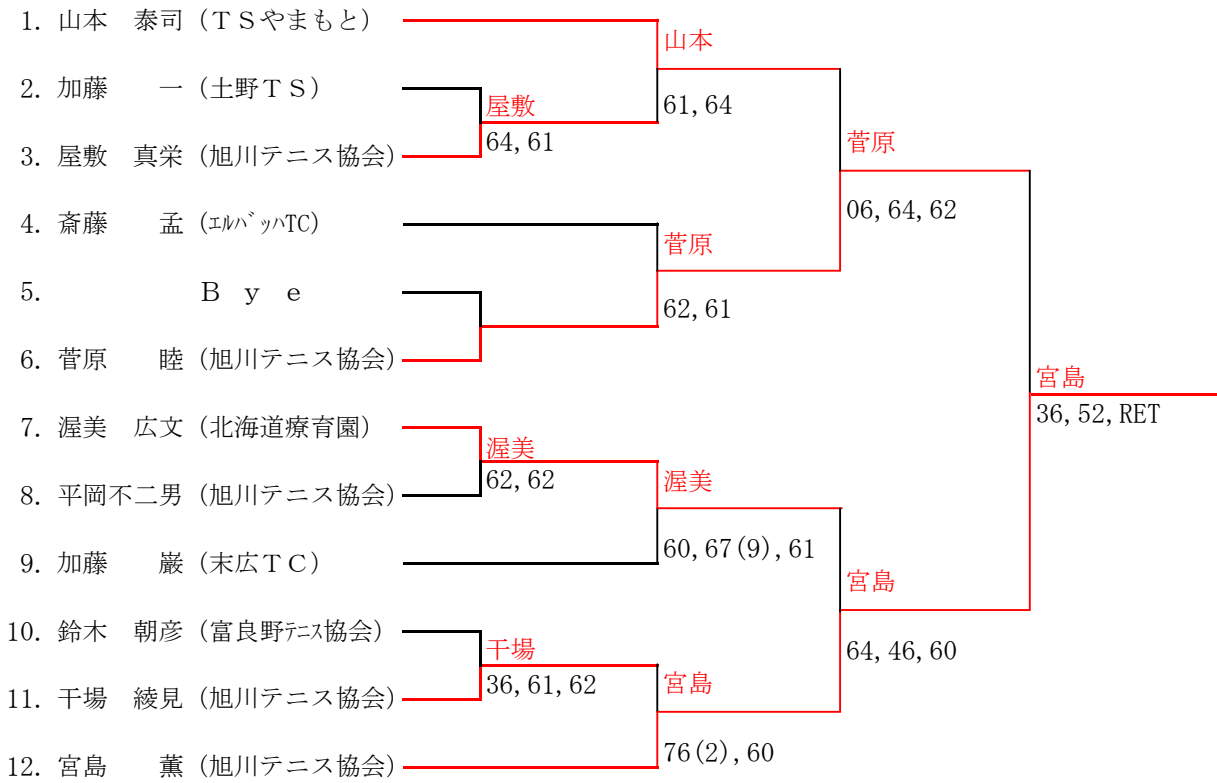 1. 山本　泰司 (ＴＳやまもと)
山本
2. 加藤　　一 (土野ＴＳ)
屋敷
61, 64
64, 61
菅原
3. 屋敷　真栄 (旭川テニス協会)
06, 64, 62
4. 斎藤　　孟 (ｴﾙﾊﾞｯﾊTC)
菅原
5. Ｂｙｅ
62, 61
6. 菅原　　睦 (旭川テニス協会)
宮島
36, 52, RET
7. 渥美　広文 (北海道療育園)
渥美
62, 62
渥美
8. 平岡不二男 (旭川テニス協会)
60, 67(9), 61
9. 加藤　　巌 (末広ＴＣ)
宮島
10. 鈴木　朝彦 (富良野ﾃﾆｽ協会)
干場
64, 46, 60
36, 61, 62
宮島
11. 干場　綾見 (旭川テニス協会)
76(2), 60
12. 宮島　　薫 (旭川テニス協会)